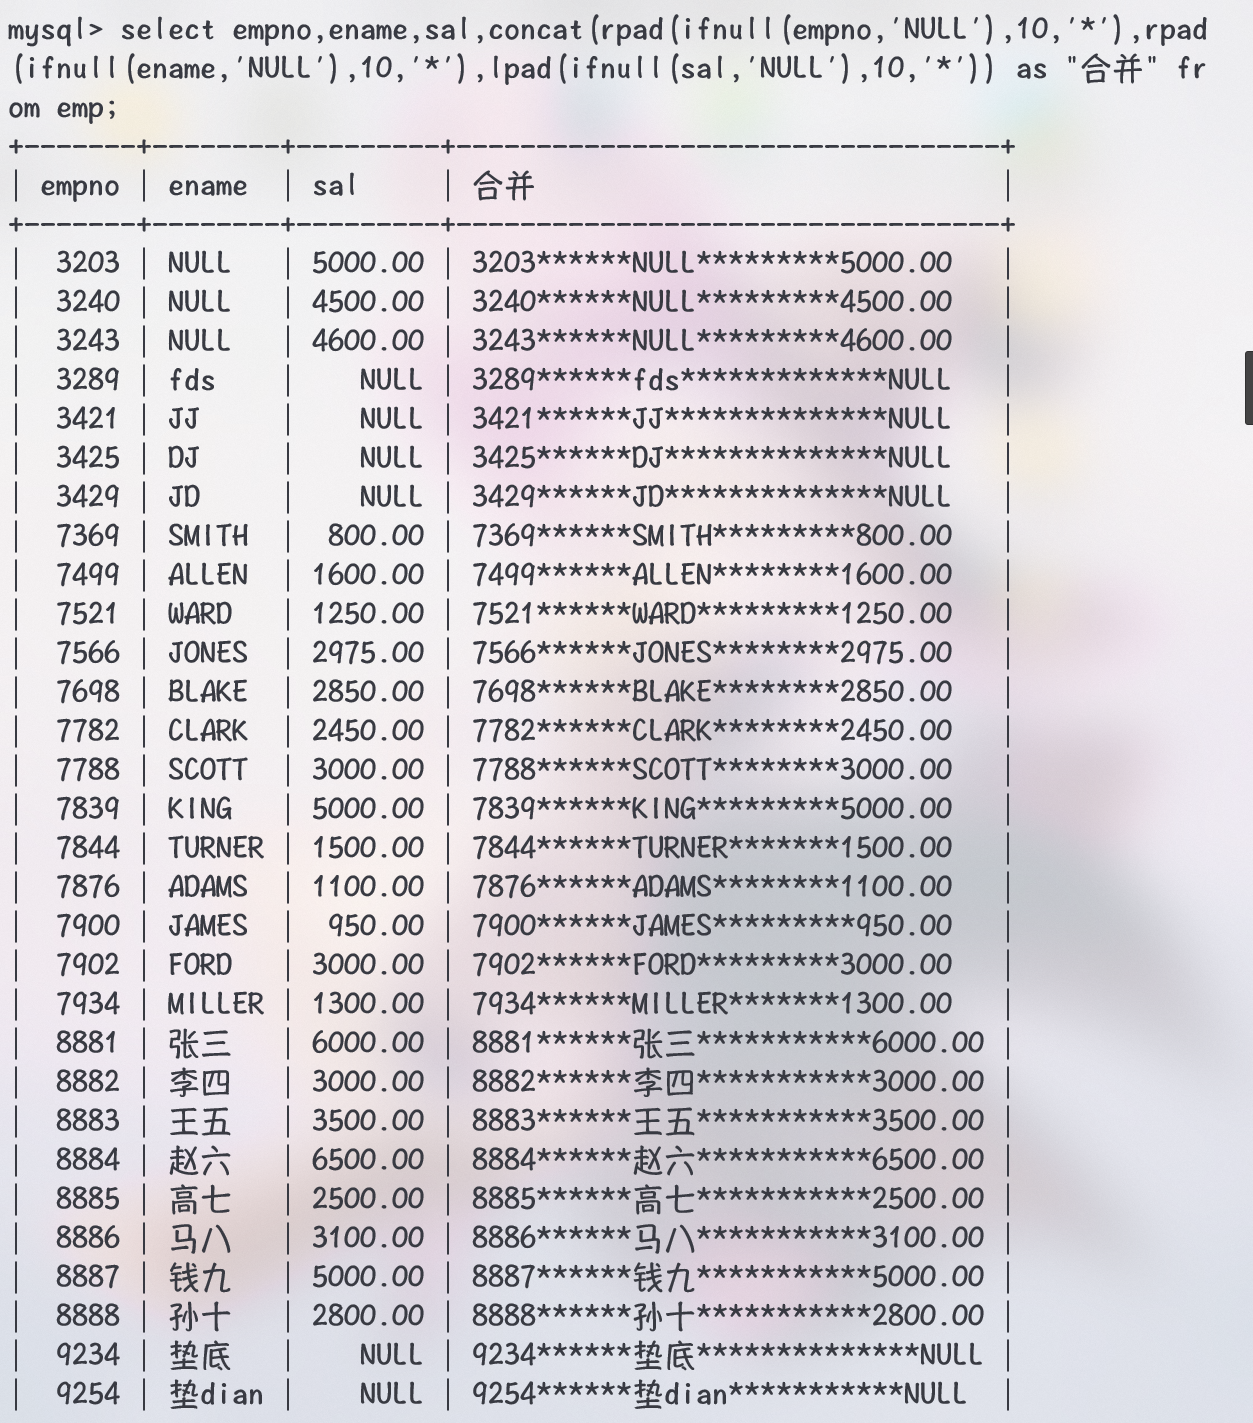 mysql> select empno,ename,sal,concat(rpad(ifnull(empno,'NULL'),10,'*'),rpad
(ifnull(ename,'NULL'),10,'*'),lpad(ifnull(sal,'NULL'),10,'*')) as "合并" fr
om emp;
+-------+--------+---------+----------------------------------+
| empno | ename  | sal     | 合并                             |
+-------+--------+---------+----------------------------------+
|  3203 | NULL   | 5000.00 | 3203******NULL*********5000.00   |
|  3240 | NULL   | 4500.00 | 3240******NULL*********4500.00   |
|  3243 | NULL   | 4600.00 | 3243******NULL*********4600.00   |
|  3289 | fds    |    NULL | 3289******fds*************NULL   |
|  3421 | JJ     |    NULL | 3421******JJ**************NULL   |
|  3425 | DJ     |    NULL | 3425******DJ**************NULL   |
|  3429 | JD     |    NULL | 3429******JD**************NULL   |
|  7369 | SMITH  |  800.00 | 7369******SMITH*********800.00   |
|  7499 | ALLEN  | 1600.00 | 7499******ALLEN********1600.00   |
|  7521 | WARD   | 1250.00 | 7521******WARD*********1250.00   |
|  7566 | JONES  | 2975.00 | 7566******JONES********2975.00   |
|  7698 | BLAKE  | 2850.00 | 7698******BLAKE********2850.00   |
|  7782 | CLARK  | 2450.00 | 7782******CLARK********2450.00   |
|  7788 | SCOTT  | 3000.00 | 7788******SCOTT********3000.00   |
|  7839 | KING   | 5000.00 | 7839******KING*********5000.00   |
|  7844 | TURNER | 1500.00 | 7844******TURNER*******1500.00   |
|  7876 | ADAMS  | 1100.00 | 7876******ADAMS********1100.00   |
|  7900 | JAMES  |  950.00 | 7900******JAMES*********950.00   |
|  7902 | FORD   | 3000.00 | 7902******FORD*********3000.00   |
|  7934 | MILLER | 1300.00 | 7934******MILLER*******1300.00   |
|  8881 | 张三   | 6000.00 | 8881******张三***********6000.00 |
|  8882 | 李四   | 3000.00 | 8882******李四***********3000.00 |
|  8883 | 王五   | 3500.00 | 8883******王五***********3500.00 |
|  8884 | 赵六   | 6500.00 | 8884******赵六***********6500.00 |
|  8885 | 高七   | 2500.00 | 8885******高七***********2500.00 |
|  8886 | 马八   | 3100.00 | 8886******马八***********3100.00 |
|  8887 | 钱九   | 5000.00 | 8887******钱九***********5000.00 |
|  8888 | 孙十   | 2800.00 | 8888******孙十***********2800.00 |
|  9234 | 垫底   |    NULL | 9234******垫底**************NULL |
|  9254 | 垫dian |    NULL | 9254******垫dian***********NULL  |